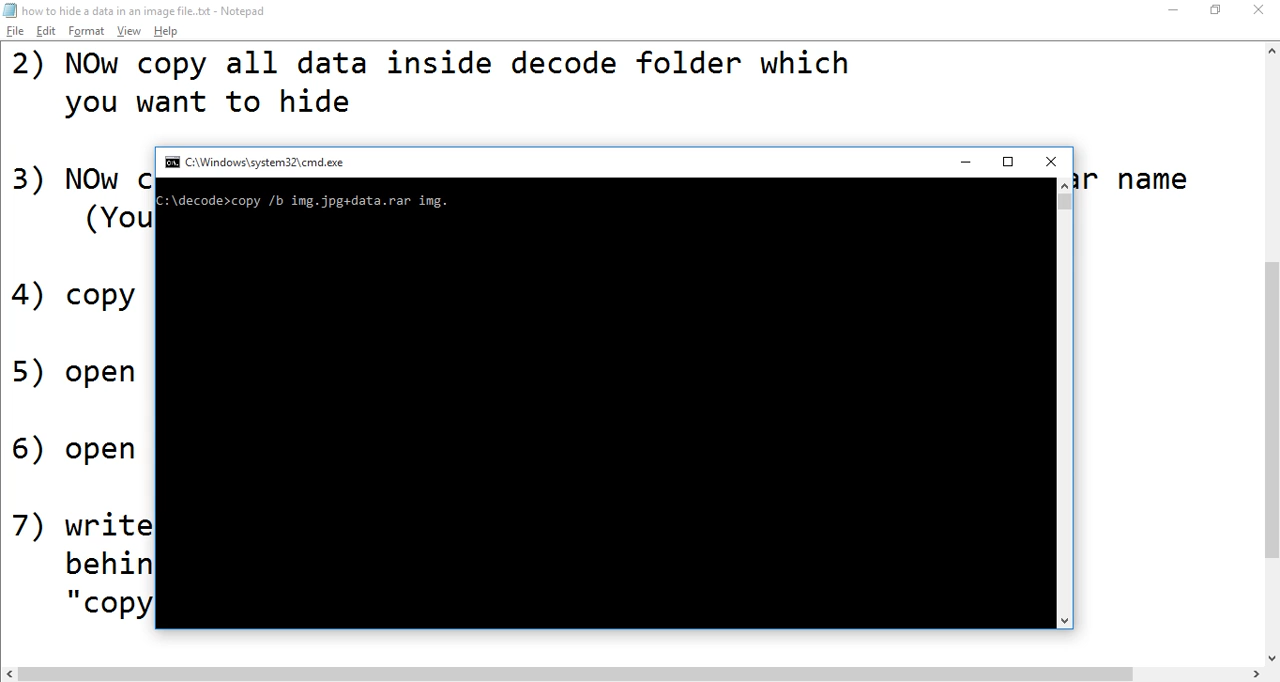 how to hide a data in an image file..txt - Notepad
File Edit Format View Help
2) NOw copy all data inside decode folder which
you want to hide
C:\Windows\system32\cmd.exe
3) NOw c ar name
C:\decode>copy /b img.jpg+data.rar img.
(You
4) copy
5) open
6) open
7) write
behin
"copy